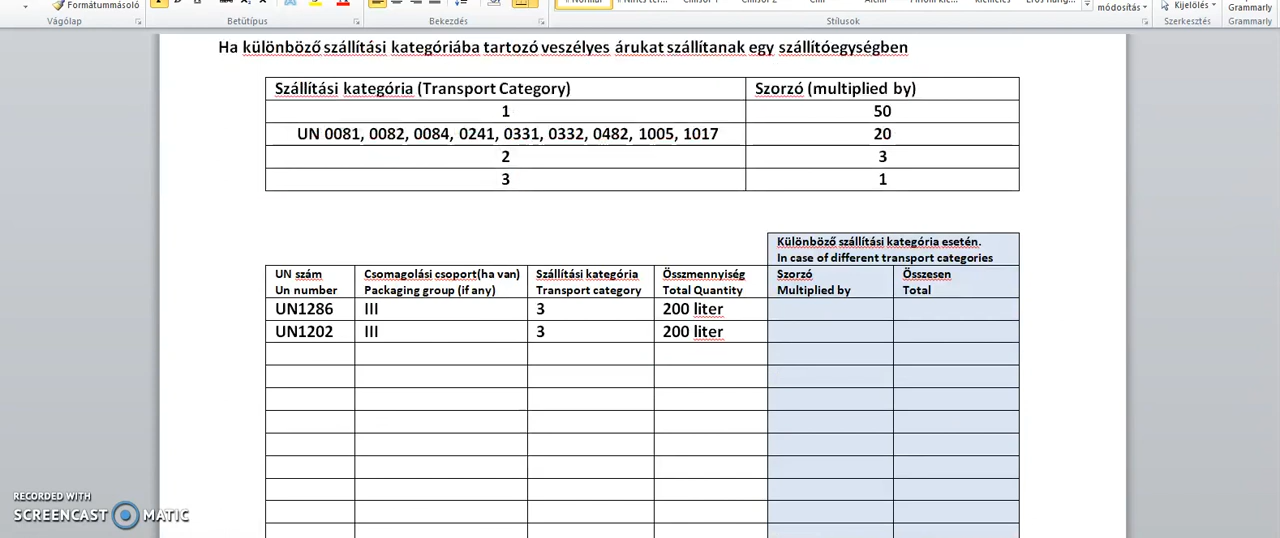 Formátummásoló
módosítás
Kijelölés
Grammarly
Vágólap
Betűtípus
Bekezdés
Stílusok
Szerkesztés
Grammarly
Ha különböző szállítási kategóriába tartozó veszélyes árukat szállítanak egy szállítóegységben
Szállítási kategória (Transport Category) Szorzó (multiplied by)
1 50
UN 0081, 0082, 0084, 0241, 0331, 0332, 0482, 1005, 1017 20
2 3
3 1
Különböző szállítási kategória esetén.
In case of different transport categories
UN szám Csomagolási csoport(ha van) Szállítási kategória Összmennyiség Szorzó Összesen
Un number Packaging group (if any) Transport category Total Quantity Multiplied by Total
UN1286 III 3 200 liter
UN1202 III 3 200 liter
RECORDED WITH
SCREENCAST MATIC